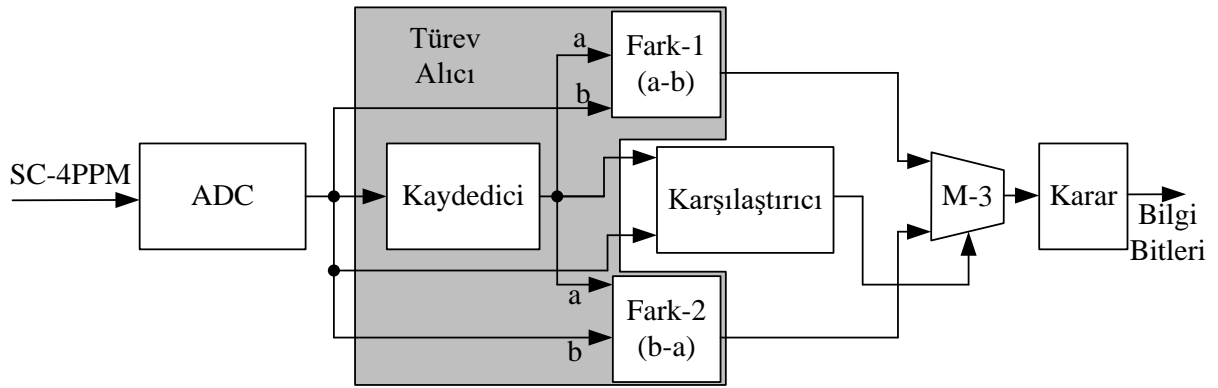 Türev
Alıcı
a
b
Fark-1
(a-b)
SC-4PPM
ADC
Kaydedici
Karşılaştırıcı
M-3
Karar
Bilgi
Bitleri
a
b
Fark-2
(b-a)